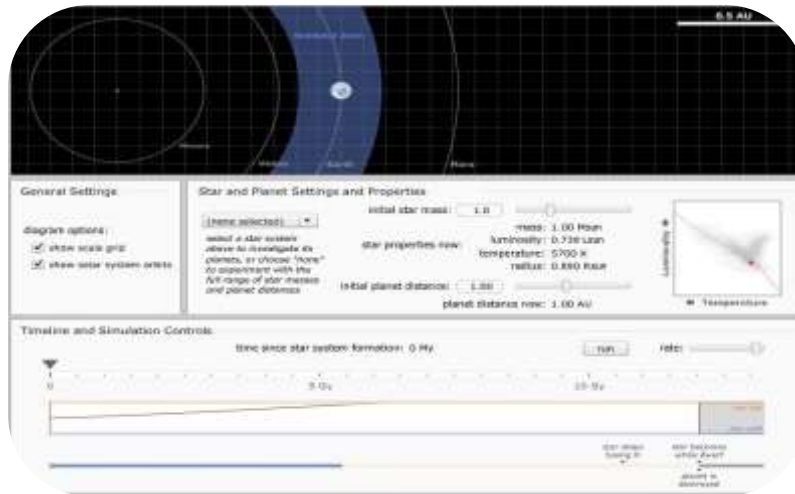 0.5 AU
Habitable Zone
Mercury
Venus
Earth
Mars
General Settings
diagram options:
show scale grid
show solar system orbits
Star and Planet Settings and Properties
(none selected)
select a star system
above to investigate its
planets, or choose "none"
to experiment with the
full range of star masses
and planet distances
initial star mass: 1.0
star properties now:
mass: 1.00 Msun
luminosity: 0.739 Lsun
temperature: 5700 K
radius: 0.890 Rsun
initial planet distance: 1.00
planet distance now: 1.00 AU
Luminosity
Temperature
Timeline and Simulation Controls
time since star system formation: 0 My
run
rate:
0
5 Gy
10 Gy
star stops
fusing H
star becomes
white dwarf
planet is
destroyed